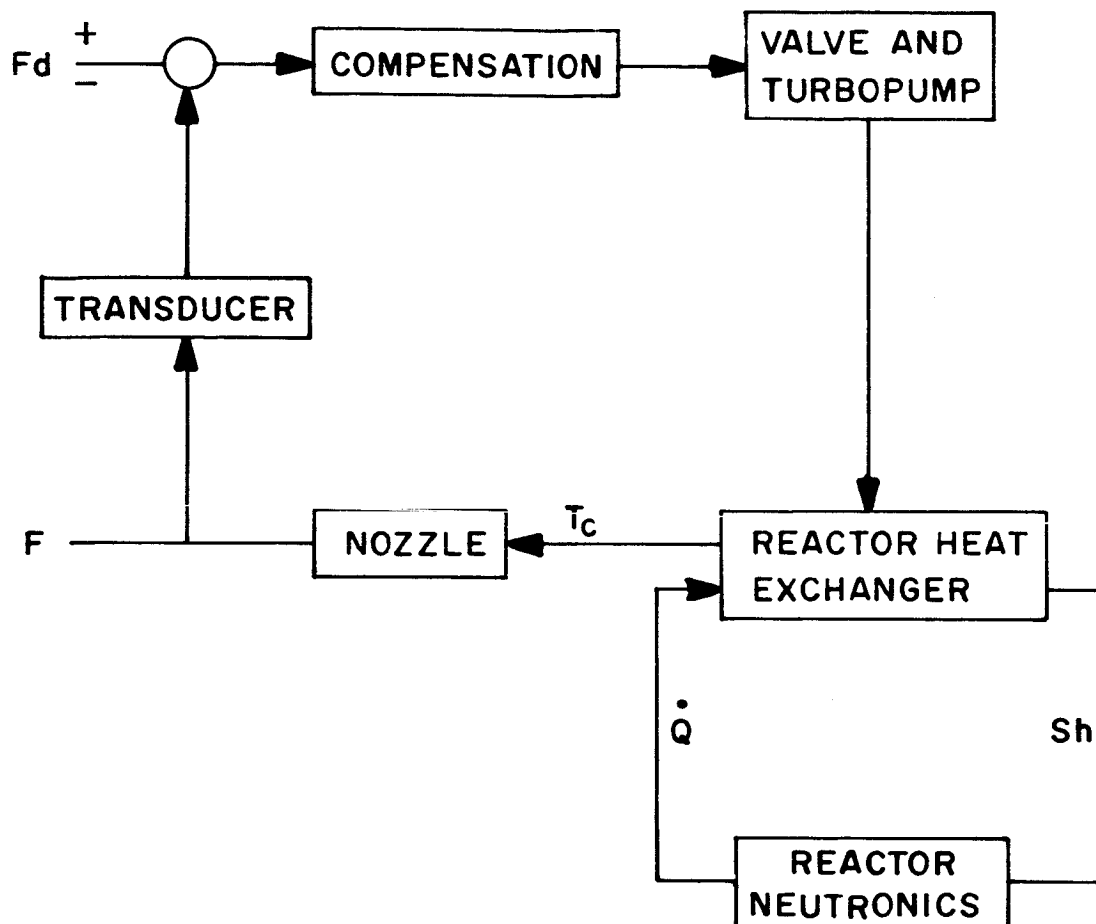 +
Fd
−
COMPENSATION
VALVE AND
TURBOPUMP
TRANSDUCER
F
NOZZLE
Tc
REACTOR HEAT
EXCHANGER
Q̇
Sh
REACTOR
NEUTRONICS